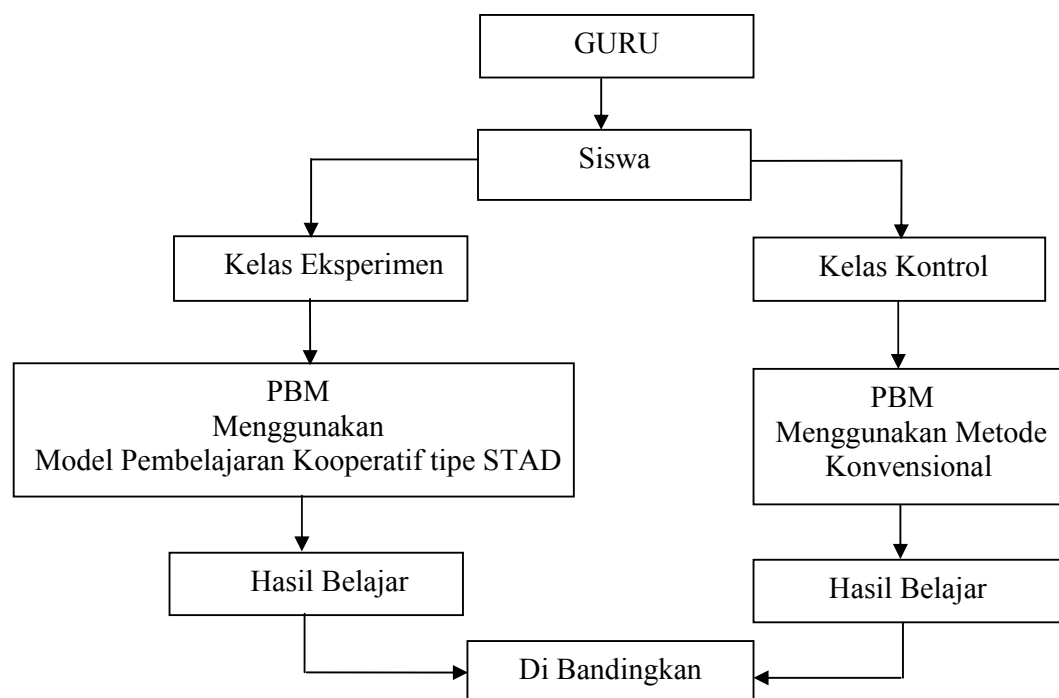 GURU
Siswa
Kelas Eksperimen
Kelas Kontrol
PBM
Menggunakan
Model Pembelajaran Kooperatif tipe STAD
PBM
Menggunakan Metode
Konvensional
Hasil Belajar
Hasil Belajar
Di Bandingkan